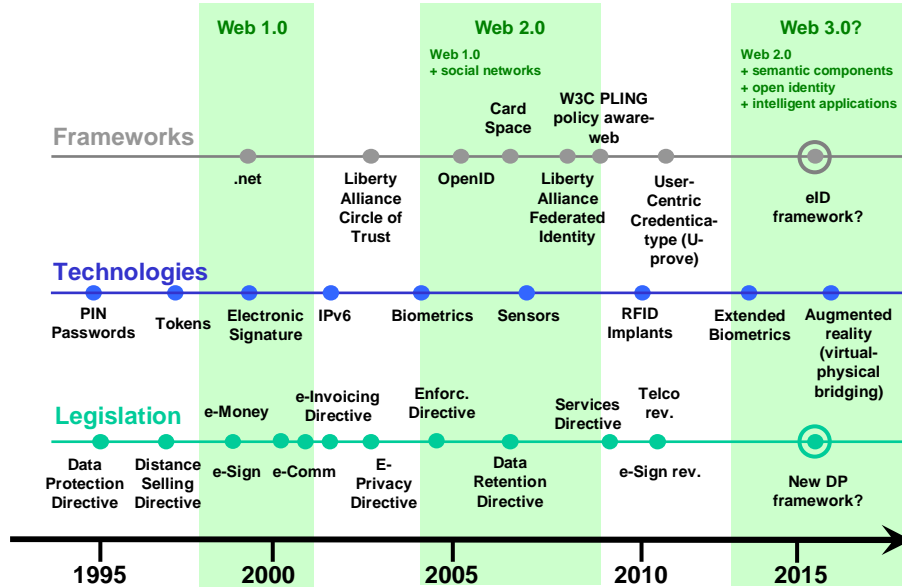 Web 1.0
Web 2.0
Web 3.0?
Web 1.0
+ social networks
Web 2.0
+ semantic components
+ open identity
+ intelligent applications
Frameworks
Card
Space
W3C PLING
policy aware-
web
.net
Liberty
Alliance
Circle of
Trust
OpenID
Liberty
Alliance
Federated
Identity
User-
Centric
Credentica-
type (U-
prove)
eID
framework?
Technologies
PIN
Passwords
Tokens
Electronic
Signature
IPv6
Biometrics
Sensors
RFID
Implants
Extended
Biometrics
Augmented
reality
(virtual-
physical
bridging)
Legislation
e-Money
e-Invoicing
Directive
Enforc.
Directive
Services
Directive
Telco
rev.
Data
Protection
Directive
Distance
Selling
Directive
e-Sign
e-Comm
E-
Privacy
Directive
Data
Retention
Directive
e-Sign rev.
New DP
framework?
1995
2000
2005
2010
2015